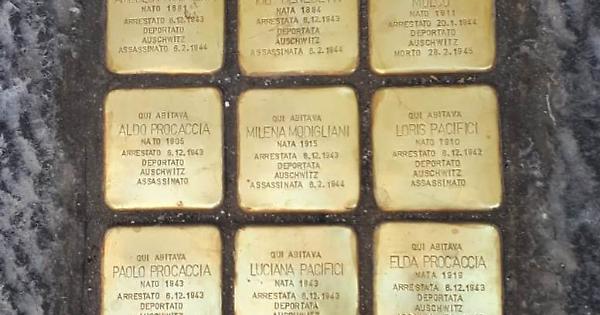 NATO 1881
ARRESTATO 6.12.1943
DEPORTATO
AUSCHWITZ
ASSASSINATO 6.2.1944
NATA 1884
ARRESTATA 6.12.1943
DEPORTATA
AUSCHWITZ
ASSASSINATA 6.2.1944
NATO 1911
ARRESTATO 20.1.1944
DEPORTATO
AUSCHWITZ
MORTO 28.2.1945
QUI ABITAVA
ALDO PROCACCIA
NATO 1905
ARRESTATO 6.12.1943
DEPORTATO
AUSCHWITZ
ASSASSINATO
QUI ABITAVA
MILENA MODIGLIANI
NATA 1915
ARRESTATA 6.12.1943
DEPORTATA
AUSCHWITZ
ASSASSINATA 6.2.1944
QUI ABITAVA
LORIS PACIFICI
NATO 1910
ARRESTATO 6.12.1943
DEPORTATO
AUSCHWITZ
ASSASSINATO
QUI ABITAVA
PAOLO PROCACCIA
NATO 1943
ARRESTATO 6.12.1943
DEPORTATO
QUI ABITAVA
LUCIANA PACIFICI
NATA 1943
ARRESTATA 6.12.1943
DEPORTATA
AUSCHWITZ
QUI ABITAVA
ELDA PROCACCIA
NATA 1919
ARRESTATA 6.12.1943
DEPORTATA
AUSCHWITZ